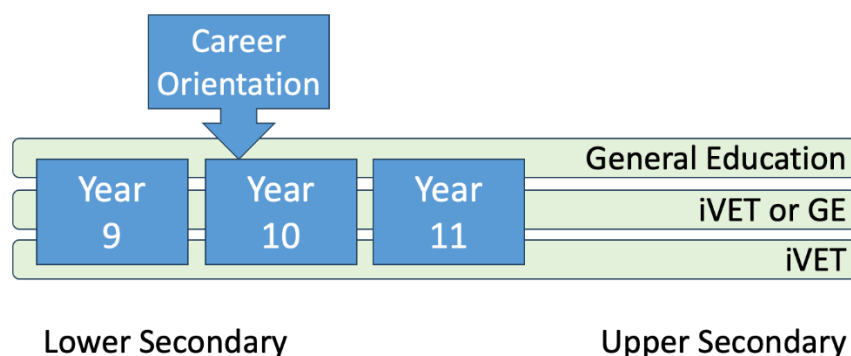 Career
Orientation
General Education
Year
9
Year
10
Year
11
iVET or GE
iVET
Lower Secondary
Upper Secondary